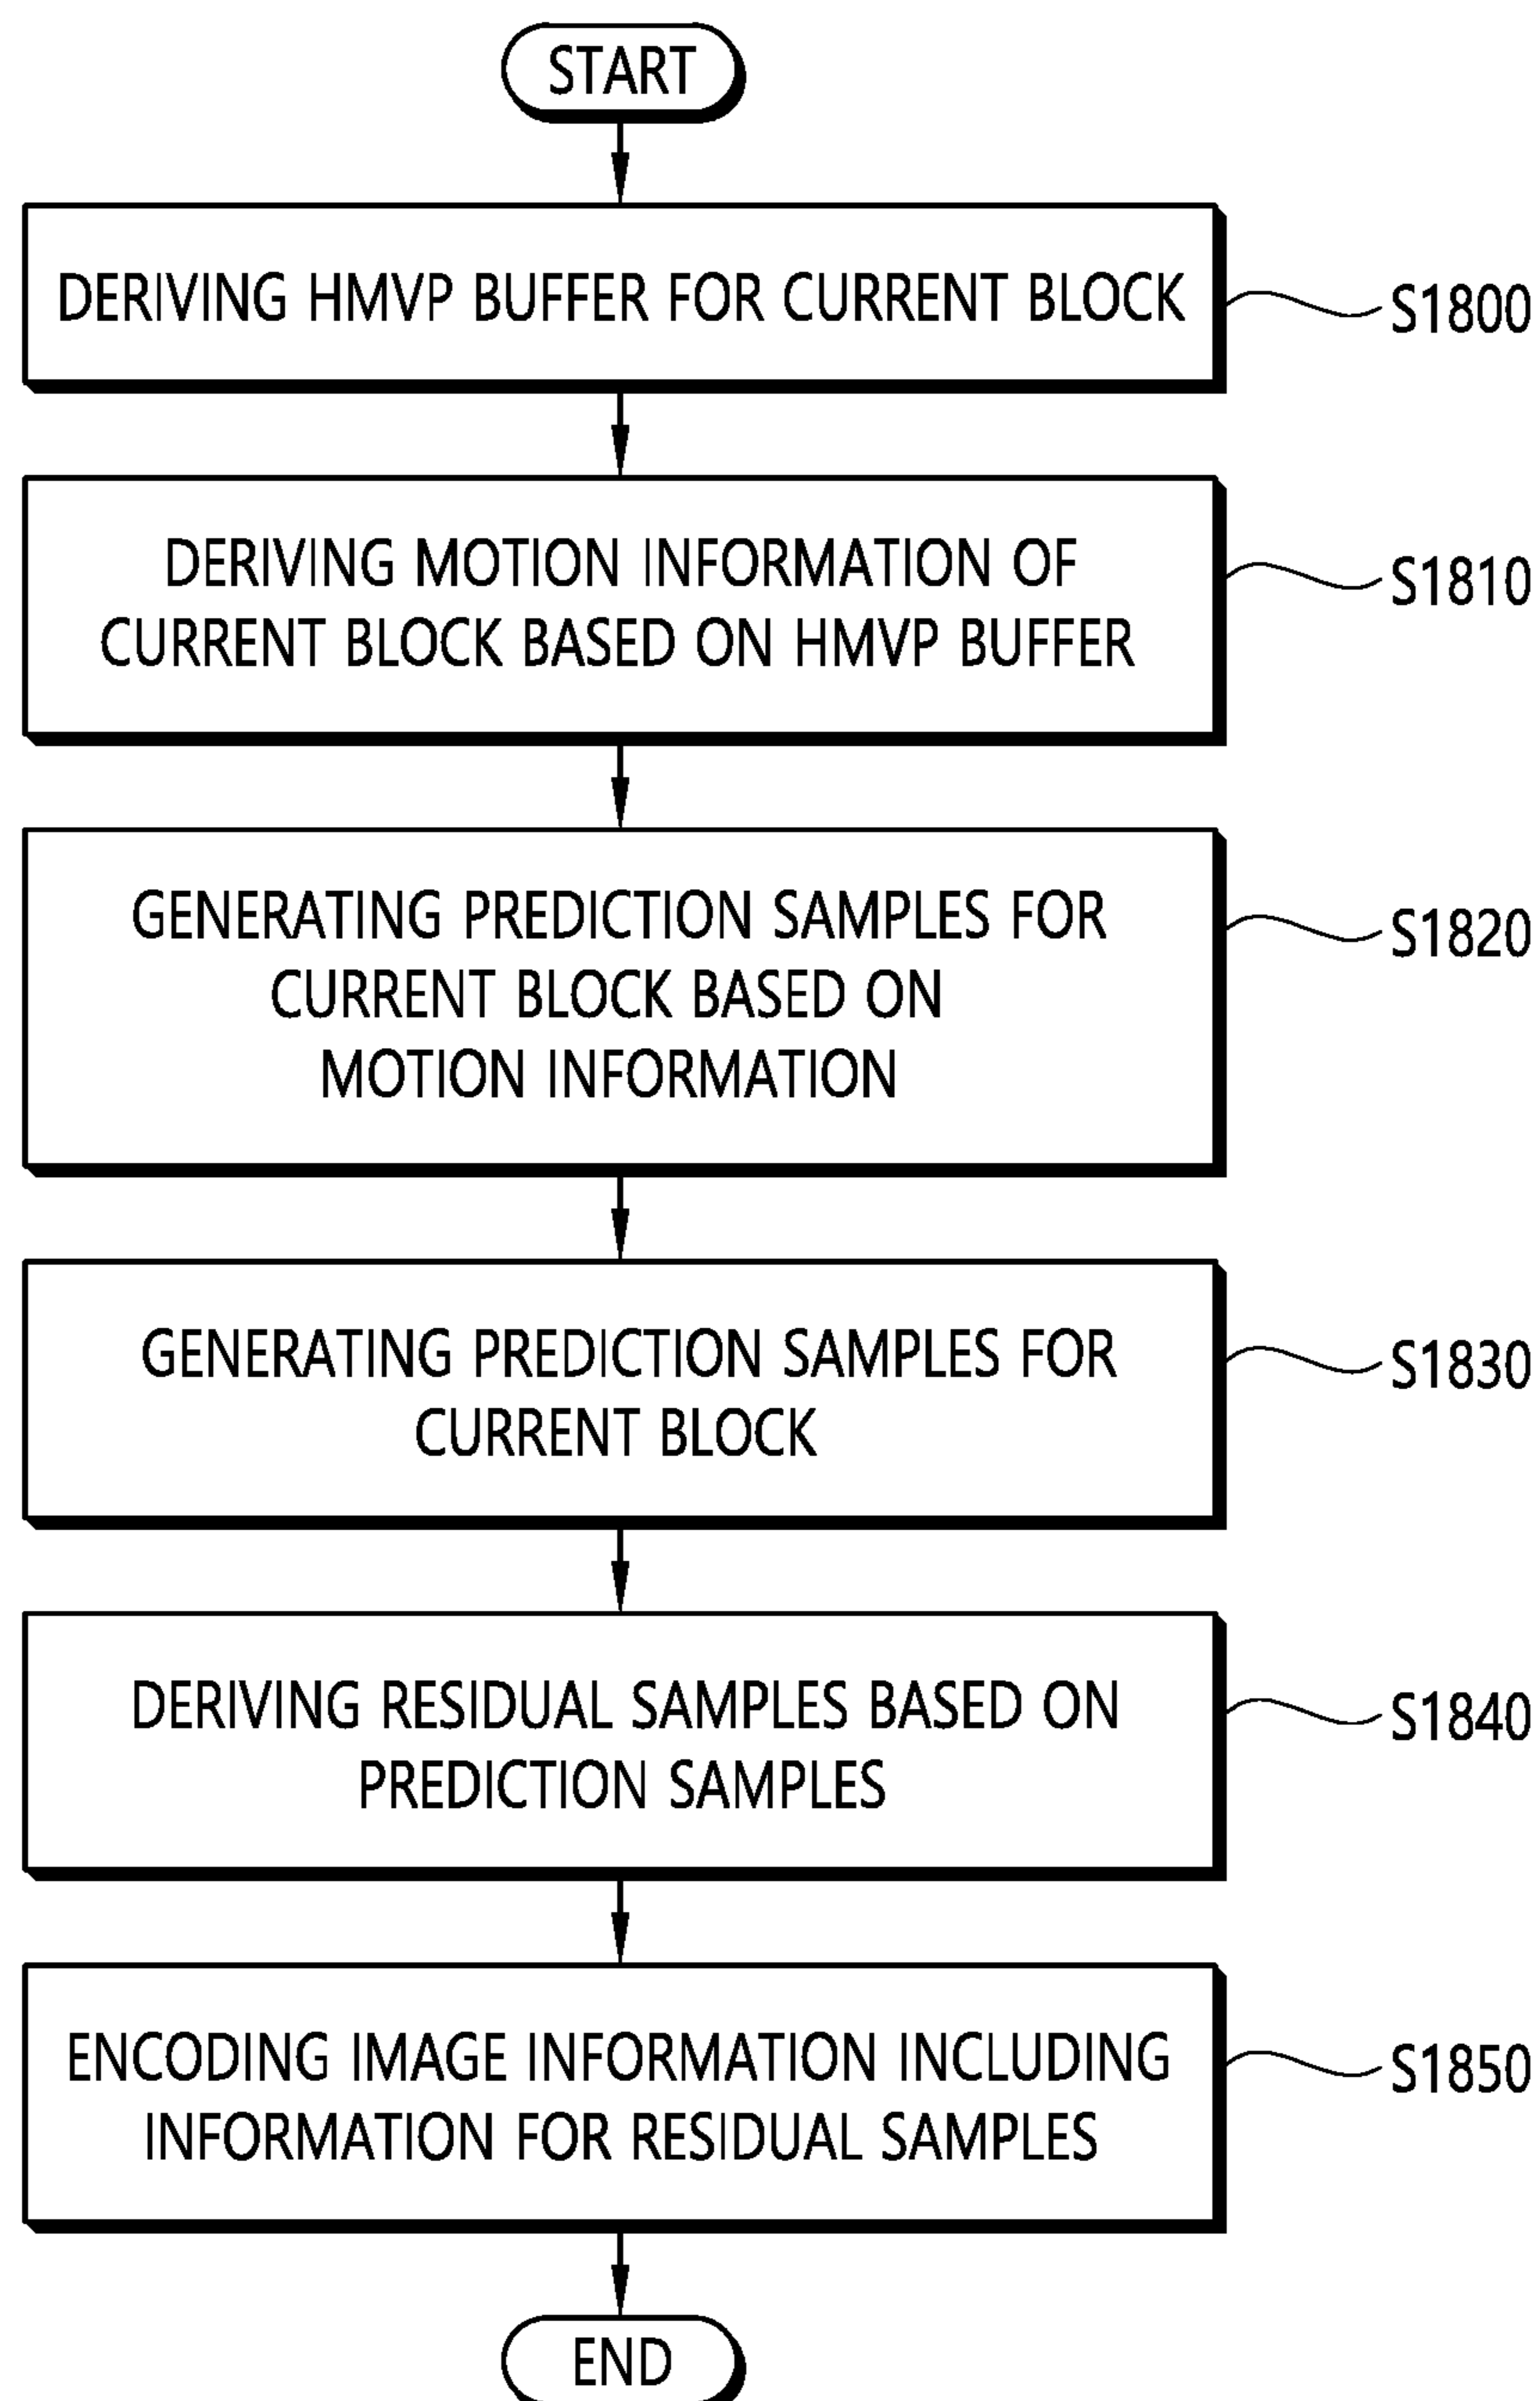 START
DERIVING HMVP BUFFER FOR CURRENT BLOCK
S1800
DERIVING MOTION INFORMATION OF
CURRENT BLOCK BASED ON HMVP BUFFER
S1810
GENERATING PREDICTION SAMPLES FOR
CURRENT BLOCK BASED ON
MOTION INFORMATION
S1820
GENERATING PREDICTION SAMPLES FOR
CURRENT BLOCK
S1830
DERIVING RESIDUAL SAMPLES BASED ON
PREDICTION SAMPLES
S1840
ENCODING IMAGE INFORMATION INCLUDING
INFORMATION FOR RESIDUAL SAMPLES
S1850
END